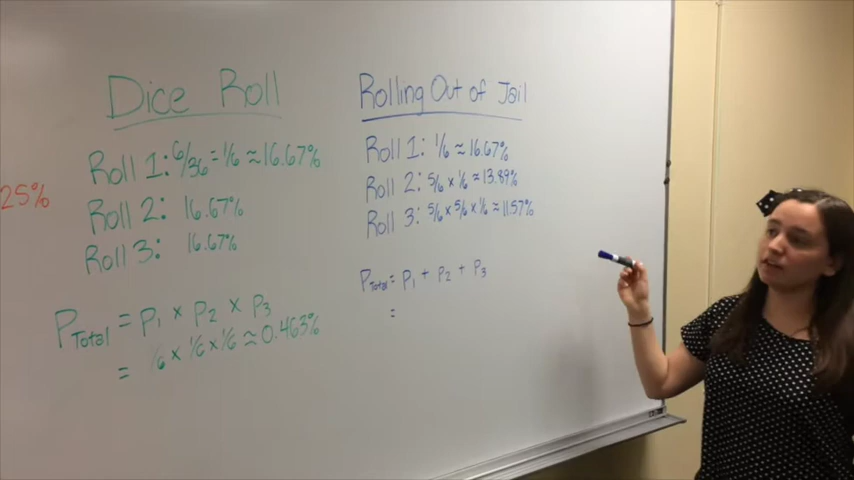 25%
Dice Roll
Roll 1: 6/36 = 1/6 ≈ 16.67%
Roll 2: 16.67%
Roll 3: 16.67%
PTotal = P1 × P2 × P3
= 1/6 × 1/6 × 1/6 ≈ 0.463%
Rolling Out of Jail
Roll 1: 1/6 ≈ 16.67%
Roll 2: 5/6 × 1/6 ≈ 13.89%
Roll 3: 5/6 × 5/6 × 1/6 ≈ 11.57%
PTotal = P1 + P2 + P3
=